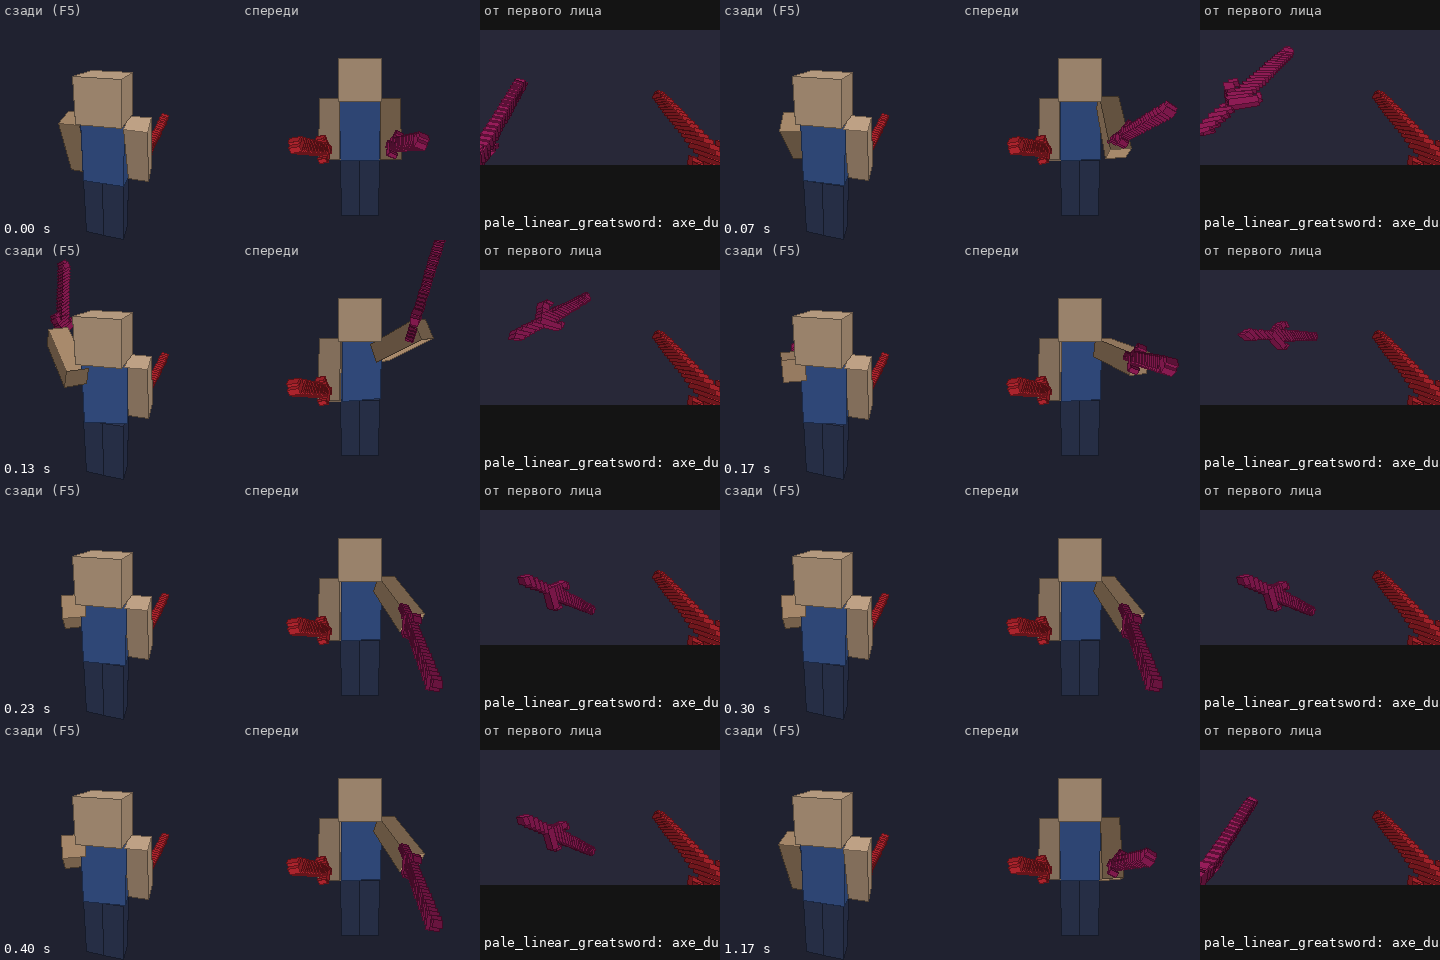 сзади (F5)
спереди
от первого лица
сзади (F5)
спереди
от первого лица
pale_linear_greatsword: axe_du
pale_linear_greatsword: axe_du
0.00 s
0.07 s
сзади (F5)
спереди
от первого лица
сзади (F5)
спереди
от первого лица
pale_linear_greatsword: axe_du
pale_linear_greatsword: axe_du
0.13 s
0.17 s
сзади (F5)
спереди
от первого лица
сзади (F5)
спереди
от первого лица
pale_linear_greatsword: axe_du
pale_linear_greatsword: axe_du
0.23 s
0.30 s
сзади (F5)
спереди
от первого лица
сзади (F5)
спереди
от первого лица
pale_linear_greatsword: axe_du
pale_linear_greatsword: axe_du
0.40 s
1.17 s